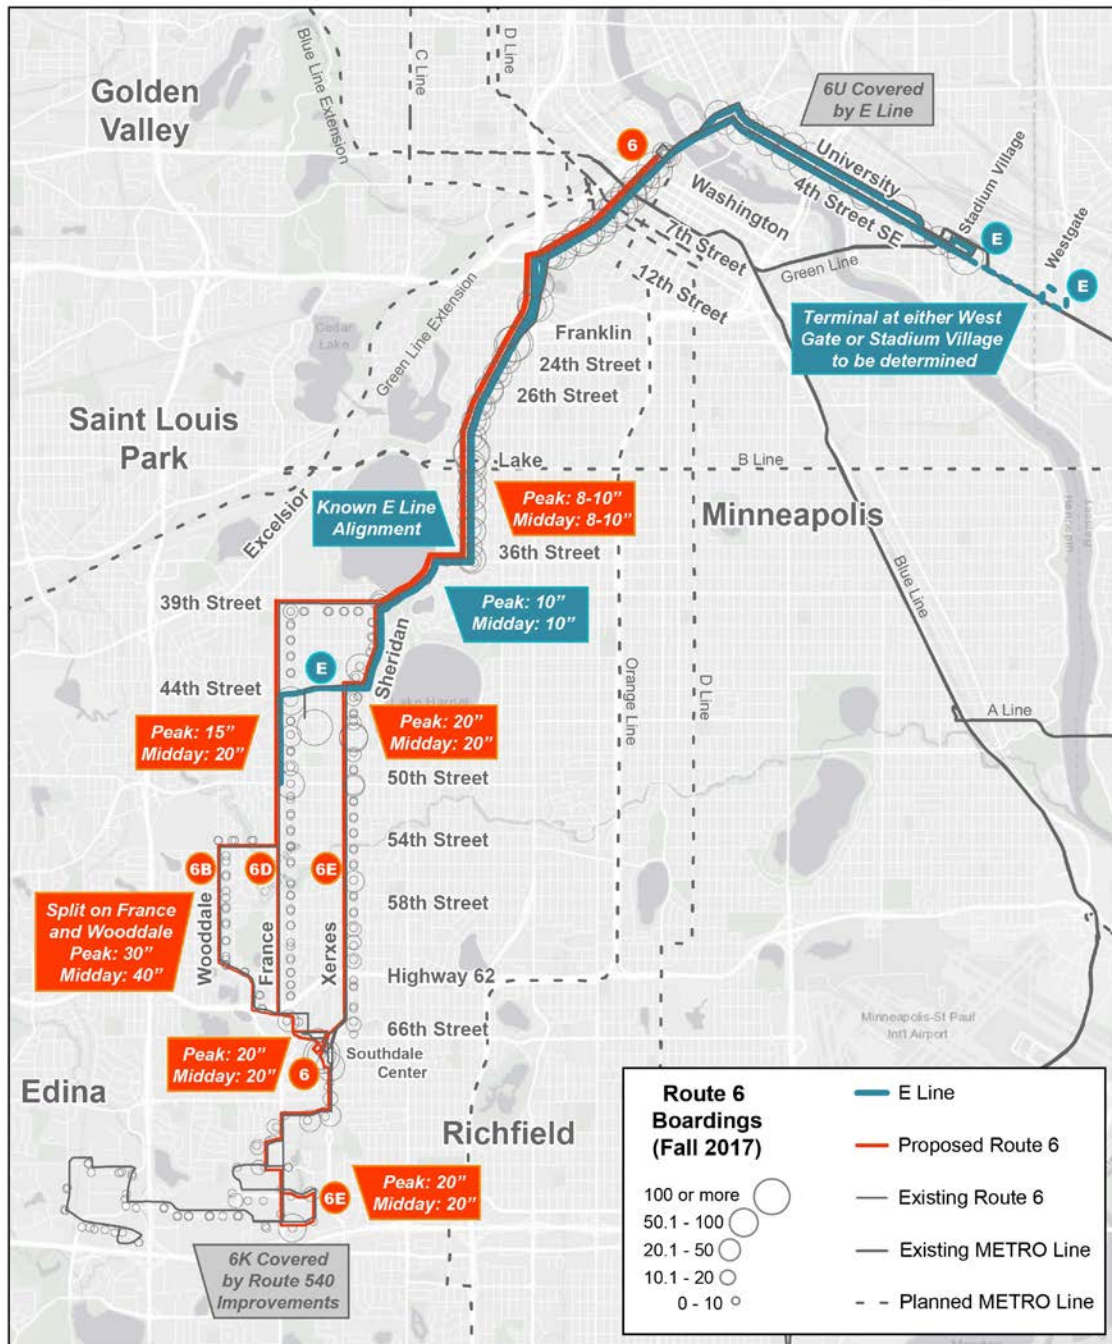 Golden
Valley
Blue Line Extension
C Line
D Line
6U Covered
by E Line
6
University
Stadium Village
4th Street SE
Washington
Westgate
E
E
7th Street
Green Line
12th Street
Terminal at either West
Gate or Stadium Village
to be determined
Cedar
Lake
Green Line Extension
Franklin
24th Street
26th Street
Saint Louis
Park
Lake
B Line
Excelsior
Known E Line
Alignment
Peak: 8-10”
Midday: 8-10”
Minneapolis
36th Street
Blue Line
39th Street
Peak: 10”
Midday: 10”
Sheridan
E
44th Street
Orange Line
D Line
A Line
Peak: 15”
Midday: 20”
Peak: 20”
Midday: 20”
50th Street
54th Street
6B
6D
6E
Split on France
and Wooddale
Peak: 30”
Midday: 40”
Wooddale
France
Xerxes
58th Street
Highway 62
66th Street
Minneapolis-St Paul
Int'l Airport
Peak: 20”
Midday: 20”
6
Southdale
Center
Edina
Richfield
6E
Peak: 20”
Midday: 20”
6K Covered
by Route 540
Improvements
Route 6
Boardings
(Fall 2017)
100 or more
50.1 - 100
20.1 - 50
10.1 - 20
0 - 10
E Line
Proposed Route 6
Existing Route 6
Existing METRO Line
Planned METRO Line